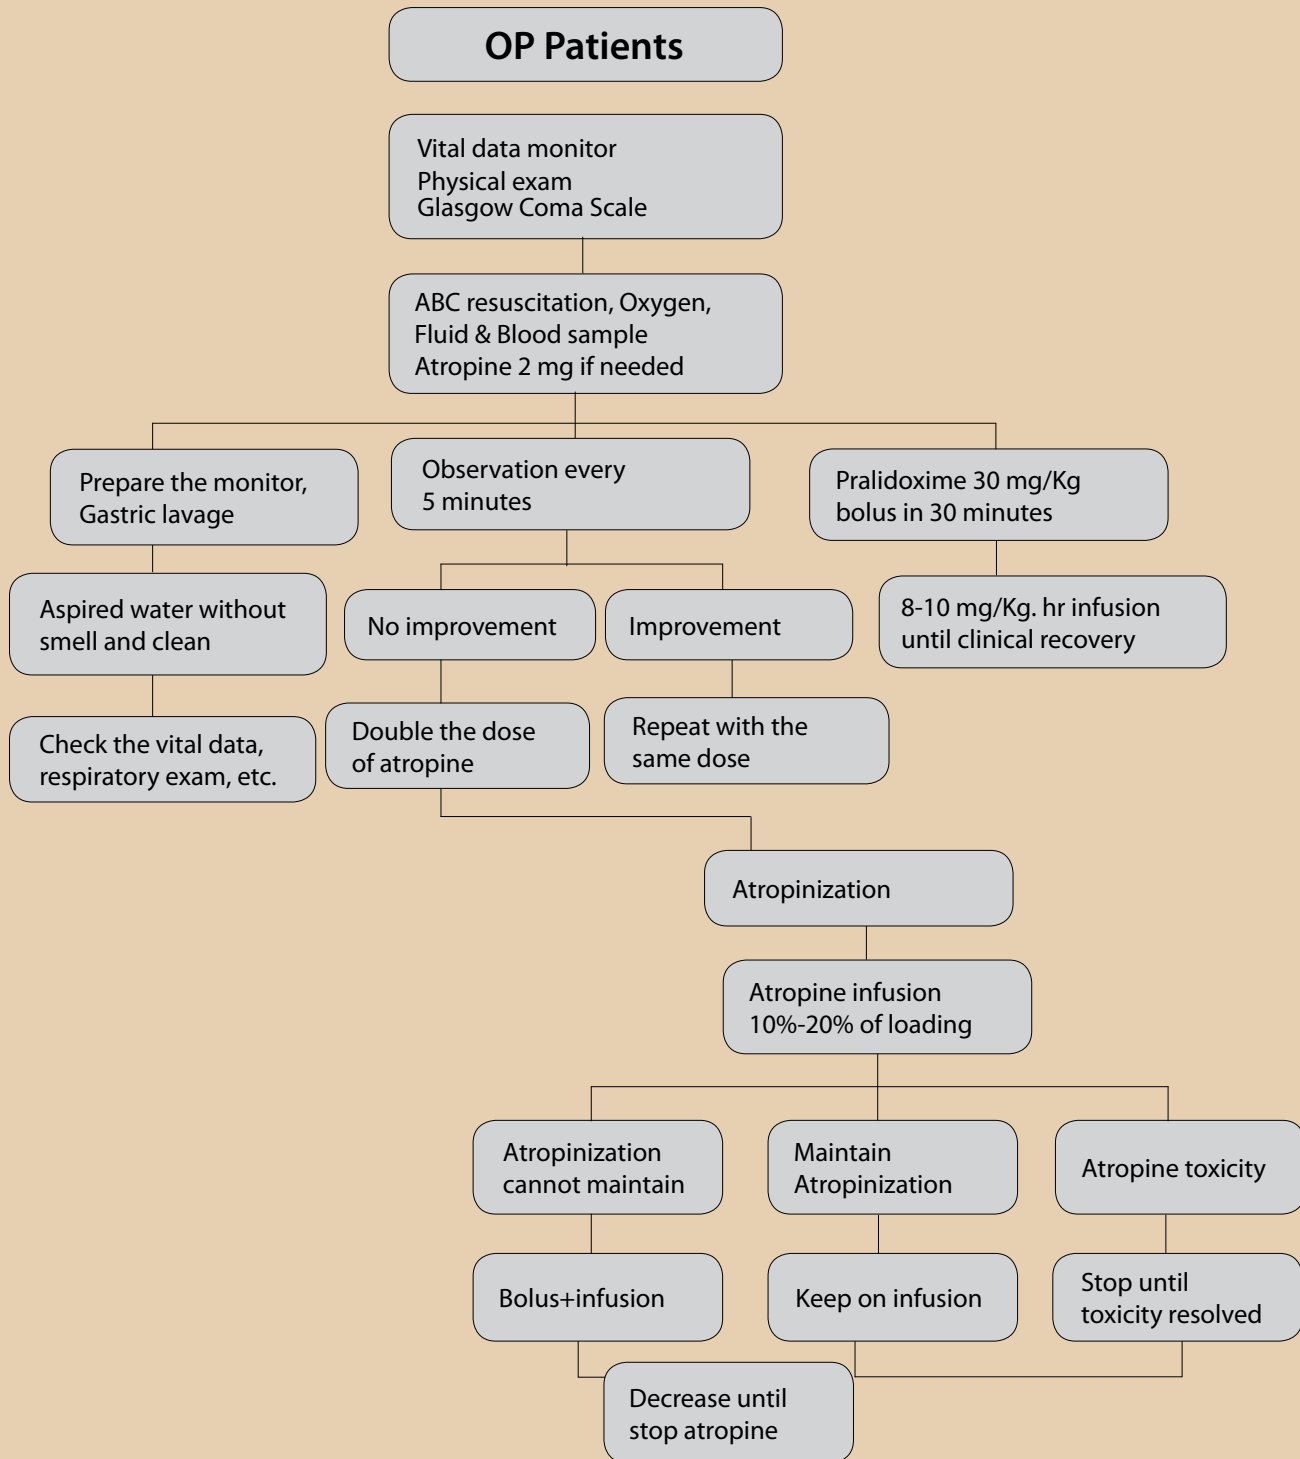 OP Patients
Vital data monitor
Physical exam
Glasgow Coma Scale
ABC resuscitation, Oxygen,
Fluid & Blood sample
Atropine 2 mg if needed
Prepare the monitor,
Gastric lavage
Observation every
5 minutes
Pralidoxime 30 mg/Kg
bolus in 30 minutes
Aspired water without
smell and clean
No improvement
Improvement
8-10 mg/Kg. hr infusion
until clinical recovery
Check the vital data,
respiratory exam, etc.
Double the dose
of atropine
Repeat with the
same dose
Atropinization
Atropine infusion
10%-20% of loading
Atropinization
cannot maintain
Maintain
Atropinization
Atropine toxicity
Bolus+infusion
Keep on infusion
Stop until
toxicity resolved
Decrease until
stop atropine